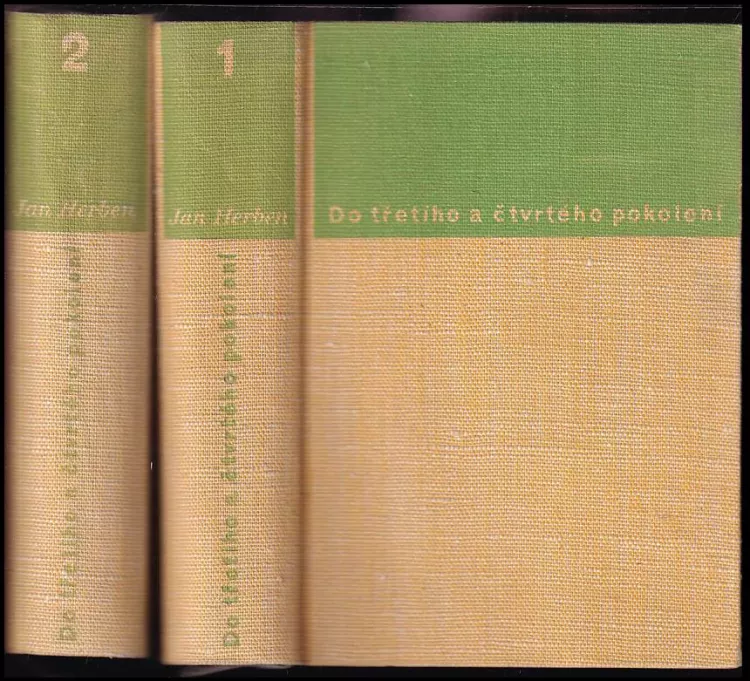 2
Jan Herben
Do třetího a čtvrtého pokolení
1
Jan Herben
Do třetího a čtvrtého pokolení
Do třetího a čtvrtého pokolení